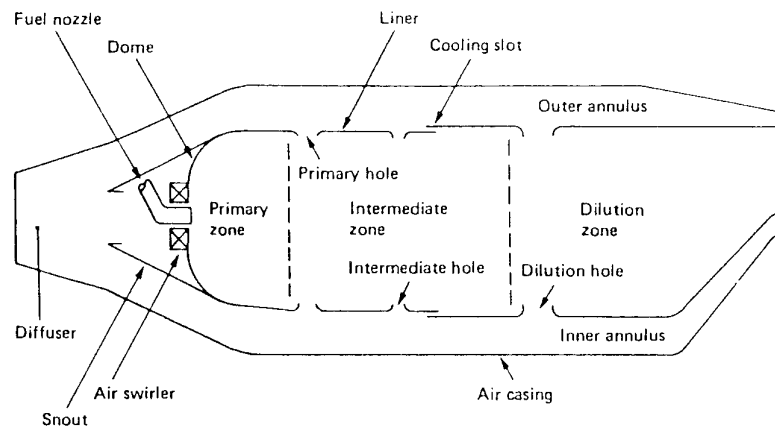 Fuel nozzle
Liner
Dome
Cooling slot
Outer annulus
Primary hole
Primary
zone
Intermediate
zone
Dilution
zone
Intermediate hole
Dilution hole
Diffuser
Inner annulus
Air swirler
Air casing
Snout